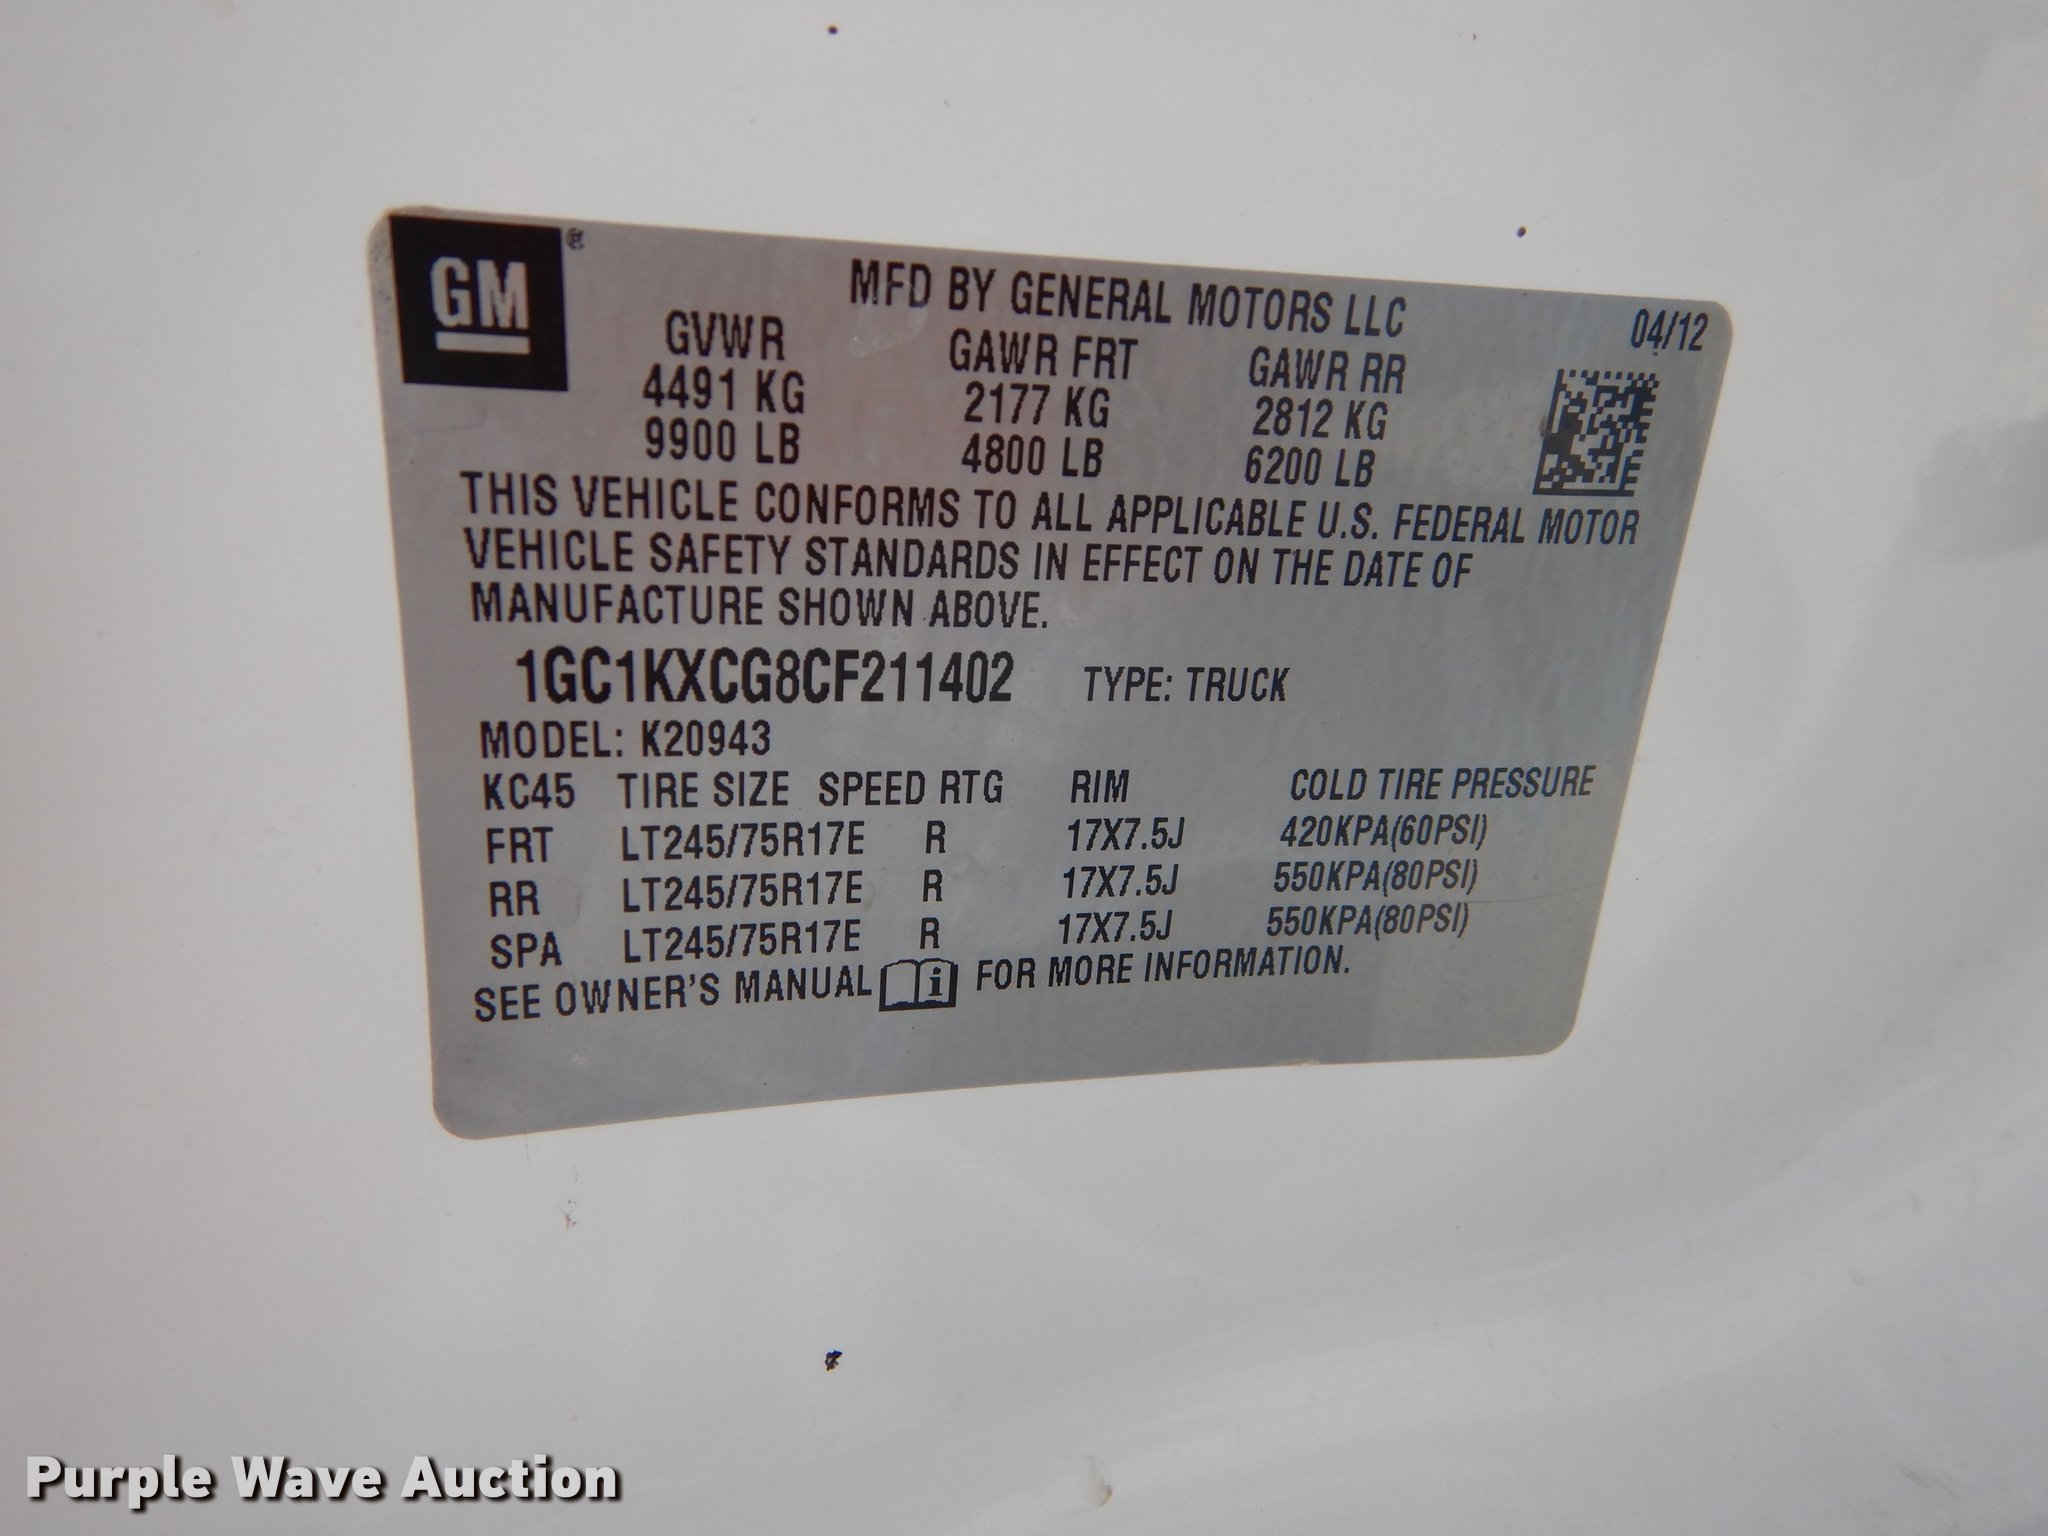 GM ®
MFD BY GENERAL MOTORS LLC
04/12
GVWR GAWR FRT GAWR RR
4491 KG 2177 KG 2812 KG
9900 LB 4800 LB 6200 LB
THIS VEHICLE CONFORMS TO ALL APPLICABLE U.S. FEDERAL MOTOR
VEHICLE SAFETY STANDARDS IN EFFECT ON THE DATE OF
MANUFACTURE SHOWN ABOVE.
1GC1KXCG8CF211402 TYPE: TRUCK
MODEL: K20943
KC45 TIRE SIZE SPEED RTG RIM COLD TIRE PRESSURE
FRT LT245/75R17E R 17X7.5J 420KPA(60PSI)
RR LT245/75R17E R 17X7.5J 550KPA(80PSI)
SPA LT245/75R17E R 17X7.5J 550KPA(80PSI)
SEE OWNER'S MANUAL i FOR MORE INFORMATION.
Purple Wave Auction